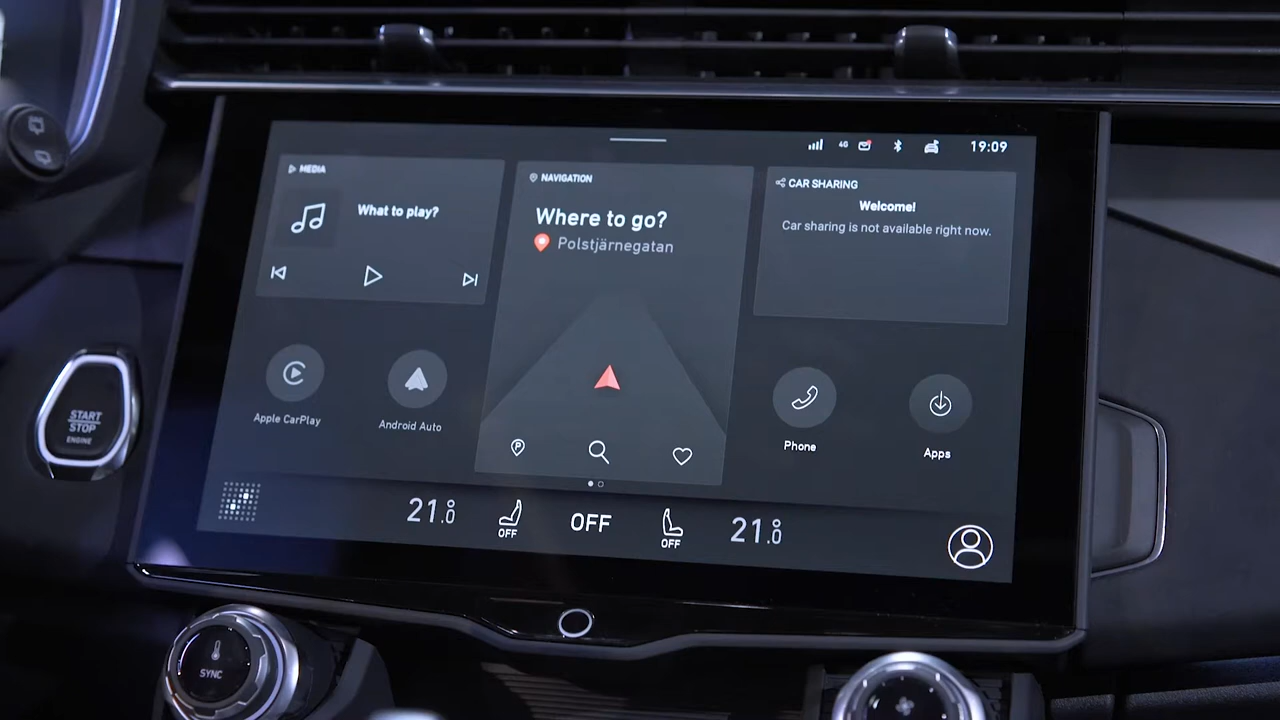 4G
19:09
MEDIA
What to play?
NAVIGATION
Where to go?
Polstjärnegatan
CAR SHARING
Welcome!
Car sharing is not available right now.
Apple CarPlay
Android Auto
P
Phone
Apps
21.0
OFF
OFF
OFF
21.0
START
STOP
ENGINE
SYNC